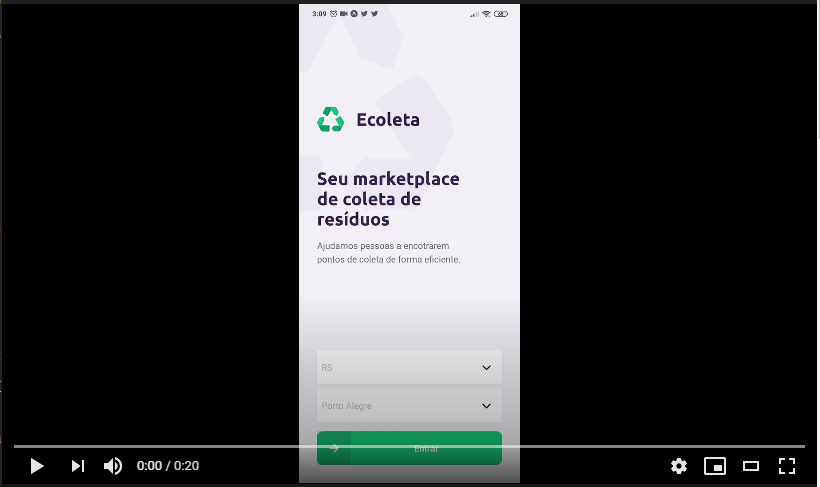 3:09
68
Ecoleta
Seu marketplace
de coleta de
resíduos
Ajudamos pessoas a encotrarem
pontos de coleta de forma eficiente.
RS
Porto Alegre
Entrar
0:00 / 0:20